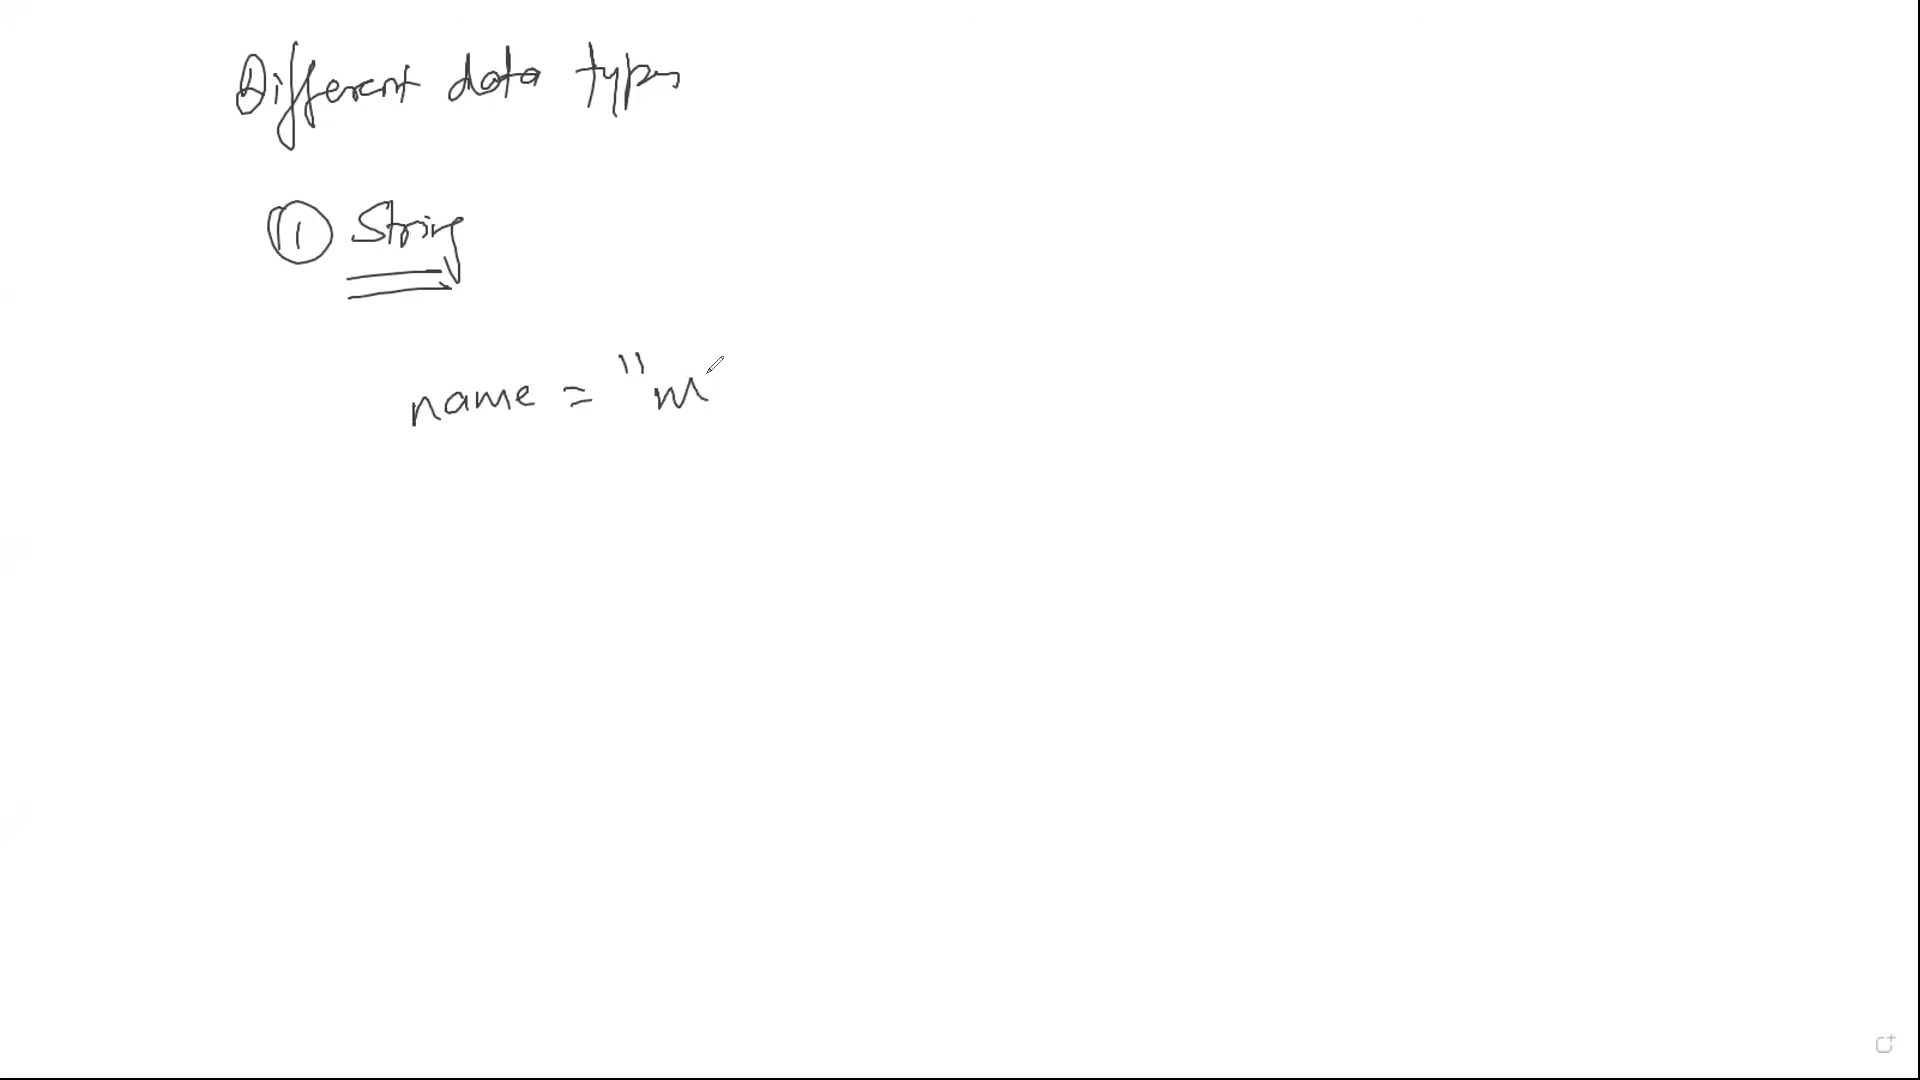 Different data types
① String
name = "m